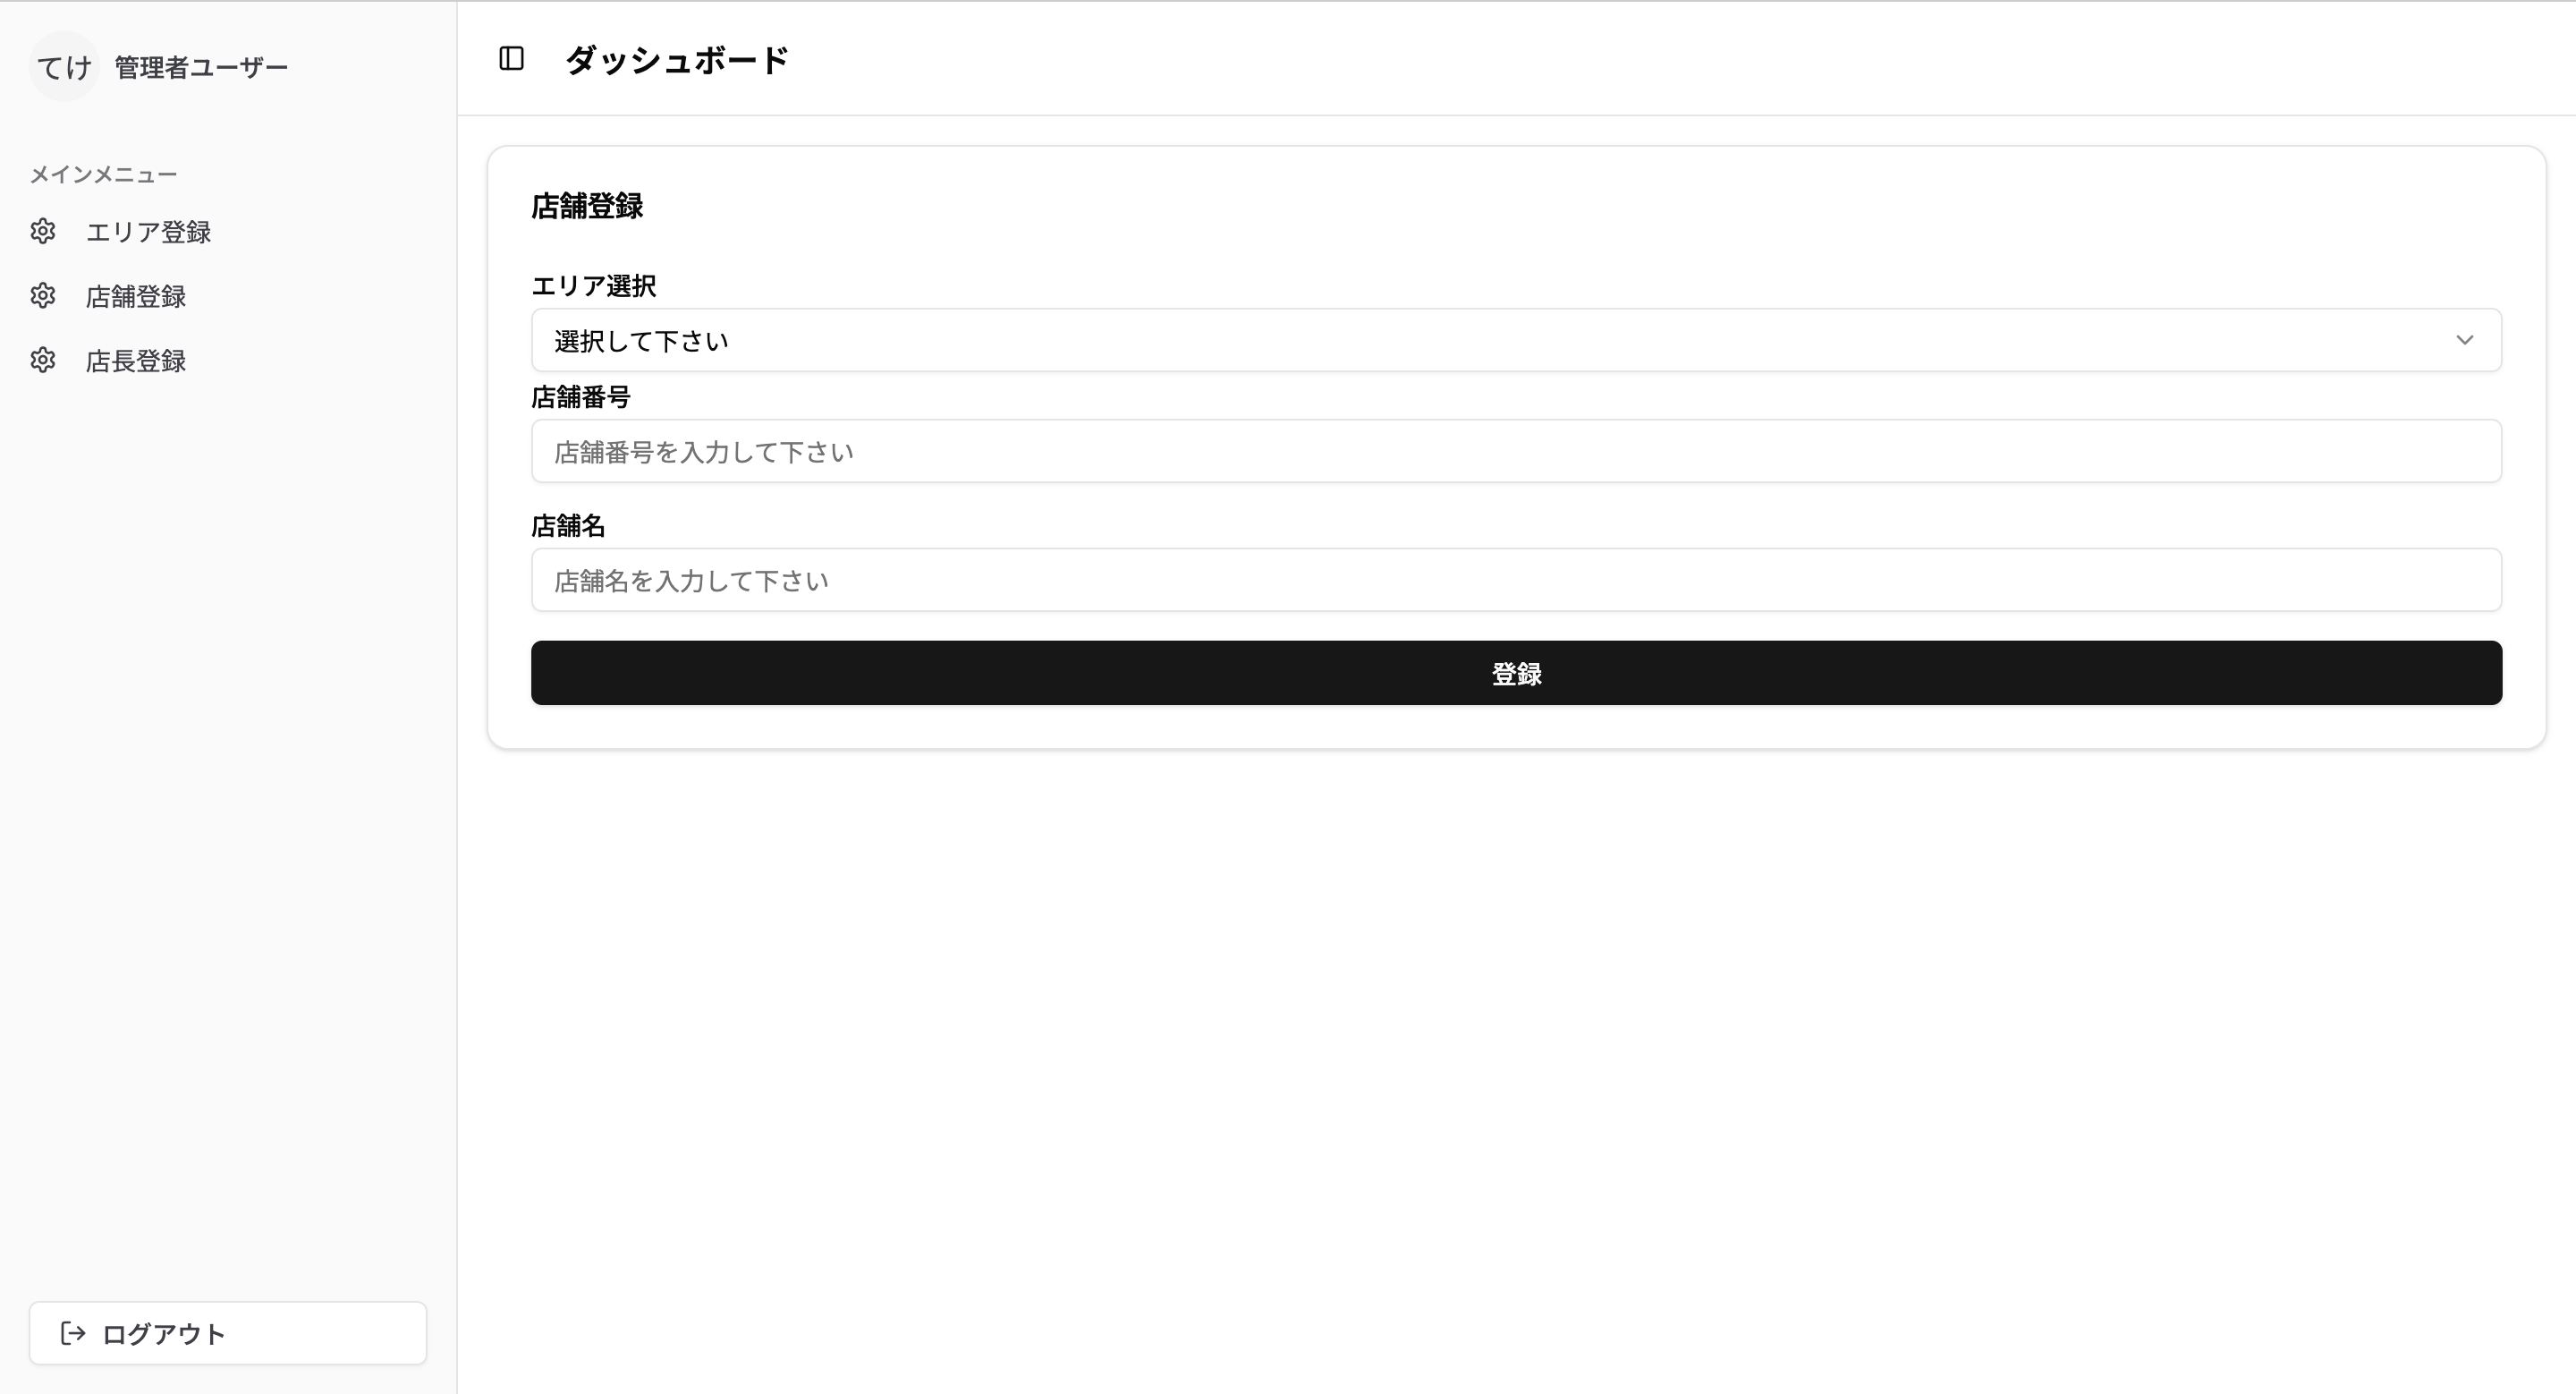 てけ 管理者ユーザー
メインメニュー
エリア登録
店舗登録
店長登録
ログアウト
ダッシュボード
店舗登録
エリア選択
選択して下さい
店舗番号
店舗番号を入力して下さい
店舗名
店舗名を入力して下さい
登録